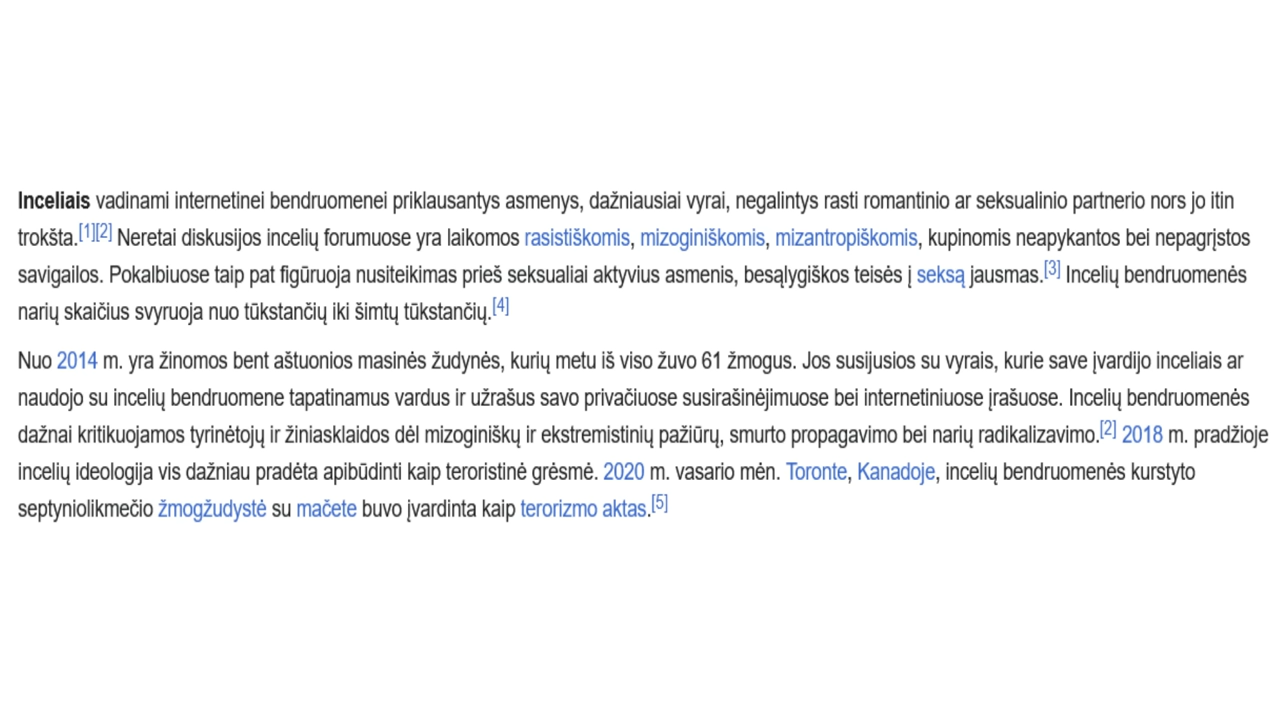 Inceliais vadinami internetinei bendruomenei priklausantys asmenys, dažniausiai vyrai, negalintys rasti romantinio ar seksualinio partnerio nors jo itin
trokšta.[1][2] Neretai diskusijos incelių forumuose yra laikomos rasistiškomis, mizoginiškomis, mizantropiškomis, kupinomis neapykantos bei nepagrįstos
savigailos. Pokalbiuose taip pat figūruoja nusiteikimas prieš seksualiai aktyvius asmenis, besąlygiškos teisės į seksą jausmas.[3] Incelių bendruomenės
narių skaičius svyruoja nuo tūkstančių iki šimtų tūkstančių.[4]
Nuo 2014 m. yra žinomos bent aštuonios masinės žudynės, kurių metu iš viso žuvo 61 žmogus. Jos susijusios su vyrais, kurie save įvardijo inceliais ar
naudojo su incelių bendruomene tapatinamus vardus ir užrašus savo privačiuose susirašinėjimuose bei internetiniuose įrašuose. Incelių bendruomenės
dažnai kritikuojamos tyrinėtojų ir žiniasklaidos dėl mizoginiškų ir ekstremistinių pažiūrų, smurto propagavimo bei narių radikalizavimo.[2] 2018 m. pradžioje
incelių ideologija vis dažniau pradėta apibūdinti kaip teroristinė grėsmė. 2020 m. vasario mėn. Toronte, Kanadoje, incelių bendruomenės kurstyto
septyniolikmečio žmogžudystė su mačete buvo įvardinta kaip terorizmo aktas.[5]